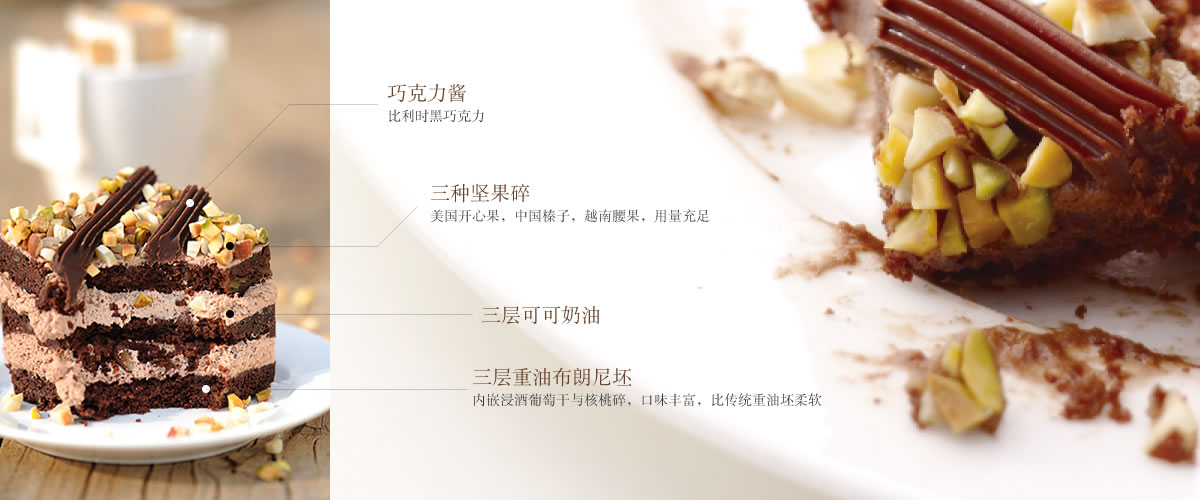 巧克力酱
比利时黑巧克力
三种坚果碎
美国开心果，中国榛子，越南腰果，用量充足
三层可可奶油
三层重油布朗尼坯
内嵌浸酒葡萄干与核桃碎，口味丰富，比传统重油坯柔软